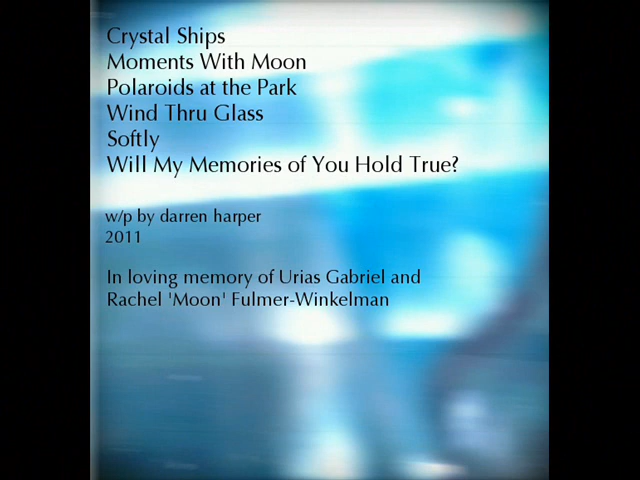 Crystal Ships
Moments With Moon
Polaroids at the Park
Wind Thru Glass
Softly
Will My Memories of You Hold True?
w/p by darren harper
2011
In loving memory of Urias Gabriel and
Rachel 'Moon' Fulmer-Winkelman